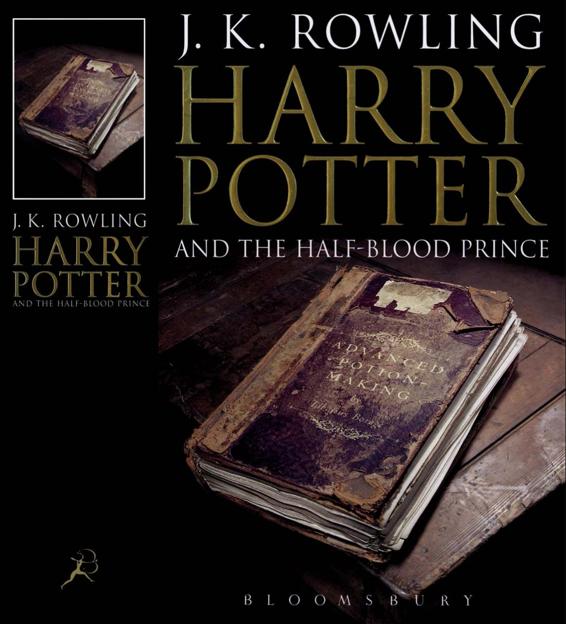 J. K. ROWLING
HARRY
POTTER
AND THE HALF-BLOOD PRINCE
J. K. ROWLING
HARRY
POTTER
AND THE HALF-BLOOD PRINCE
ADVANCED
POTION-
MAKING
by
BLOOMSBURY